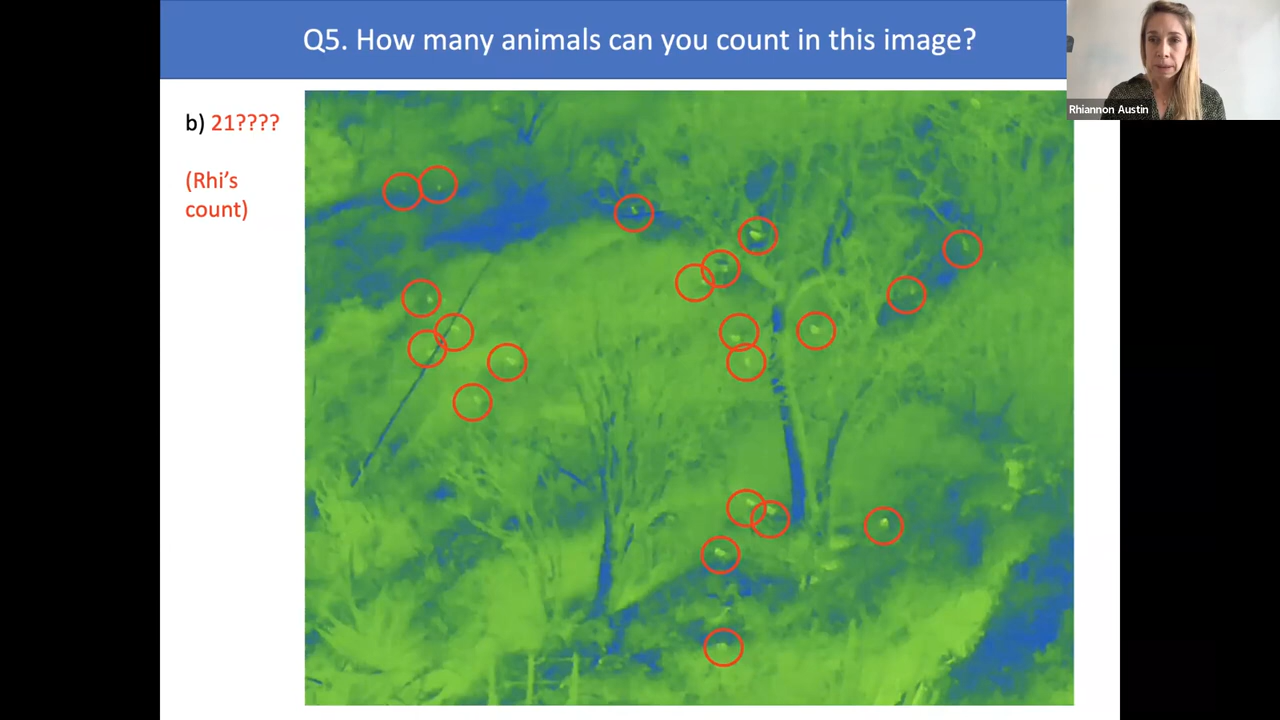 Q5. How many animals can you count in this image?
Rhiannon Austin
b) 21????
(Rhi’s
count)